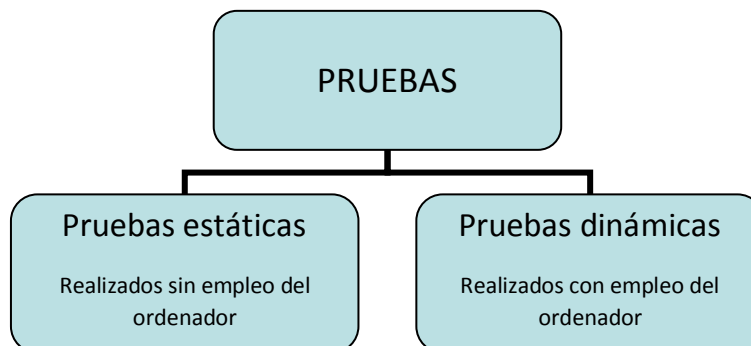 PRUEBAS
Pruebas estáticas
Realizados sin empleo del
ordenador
Pruebas dinámicas
Realizados con empleo del
ordenador